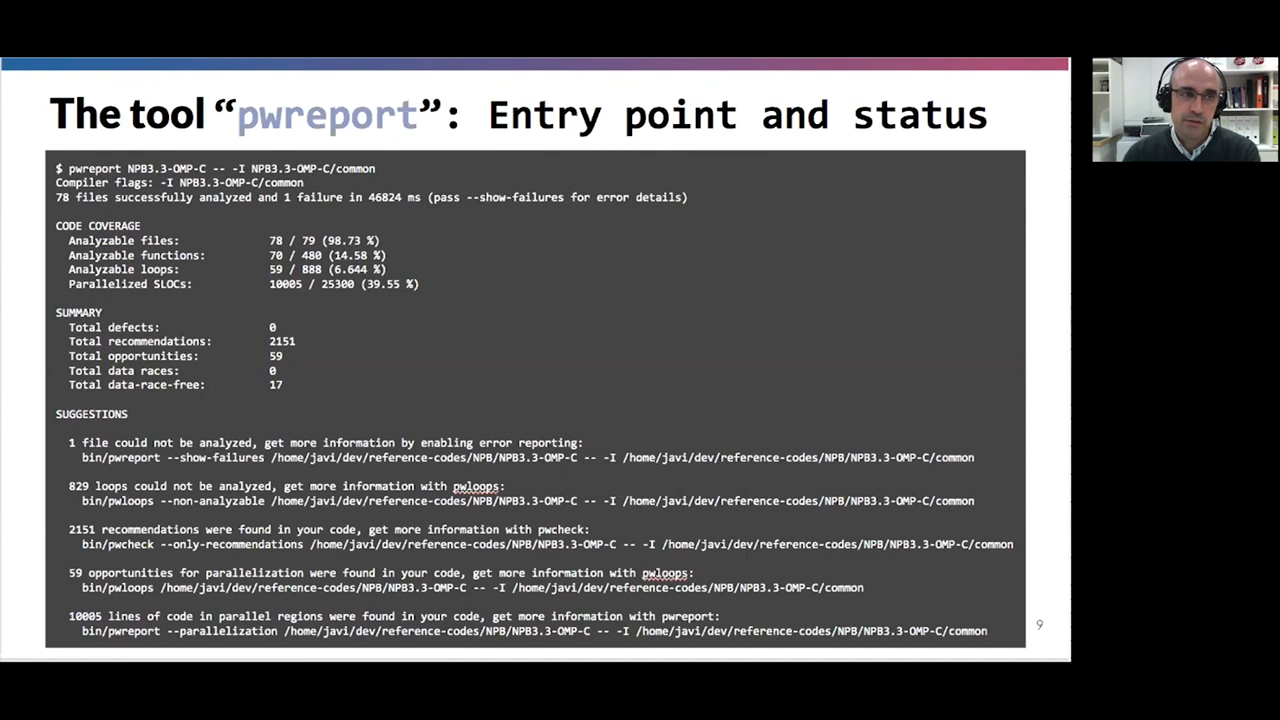 The tool “pwreport”: Entry point and status
$ pwreport NPB3.3-OMP-C -- -I NPB3.3-OMP-C/common
Compiler flags: -I NPB3.3-OMP-C/common
78 files successfully analyzed and 1 failure in 46824 ms (pass --show-failures for error details)
CODE COVERAGE
Analyzable files: 78 / 79 (98.73 %)
Analyzable functions: 70 / 480 (14.58 %)
Analyzable loops: 59 / 888 (6.644 %)
Parallelized SLOCs: 10005 / 25300 (39.55 %)
SUMMARY
Total defects: 0
Total recommendations: 2151
Total opportunities: 59
Total data races: 0
Total data-race-free: 17
SUGGESTIONS
1 file could not be analyzed, get more information by enabling error reporting:
bin/pwreport --show-failures /home/javi/dev/reference-codes/NPB/NPB3.3-OMP-C -- -I /home/javi/dev/reference-codes/NPB/NPB3.3-OMP-C/common
829 loops could not be analyzed, get more information with pwloops:
bin/pwloops --non-analyzable /home/javi/dev/reference-codes/NPB/NPB3.3-OMP-C -- -I /home/javi/dev/reference-codes/NPB/NPB3.3-OMP-C/common
2151 recommendations were found in your code, get more information with pwcheck:
bin/pwcheck --only-recommendations /home/javi/dev/reference-codes/NPB/NPB3.3-OMP-C -- -I /home/javi/dev/reference-codes/NPB/NPB3.3-OMP-C/common
59 opportunities for parallelization were found in your code, get more information with pwloops:
bin/pwloops /home/javi/dev/reference-codes/NPB/NPB3.3-OMP-C -- -I /home/javi/dev/reference-codes/NPB/NPB3.3-OMP-C/common
10005 lines of code in parallel regions were found in your code, get more information with pwreport:
bin/pwreport --parallelization /home/javi/dev/reference-codes/NPB/NPB3.3-OMP-C -- -I /home/javi/dev/reference-codes/NPB/NPB3.3-OMP-C/common
9